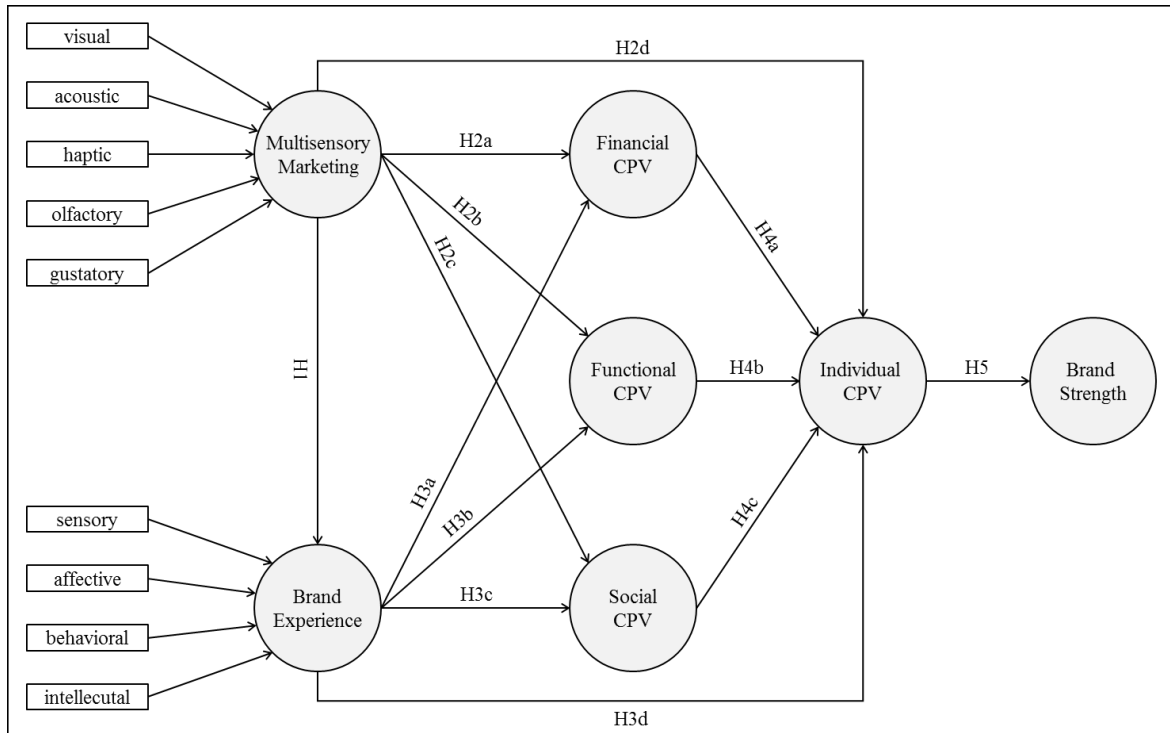 visual
acoustic
haptic
olfactory
gustatory
Multisensory
Marketing
H2d
H2a
H2b
H2c
Financial
CPV
H4a
H1
Functional
CPV
H4b
Individual
CPV
H5
Brand
Strength
H3a
H3b
H4c
sensory
affective
behavioral
intellecutal
Brand
Experience
H3c
Social
CPV
H3d